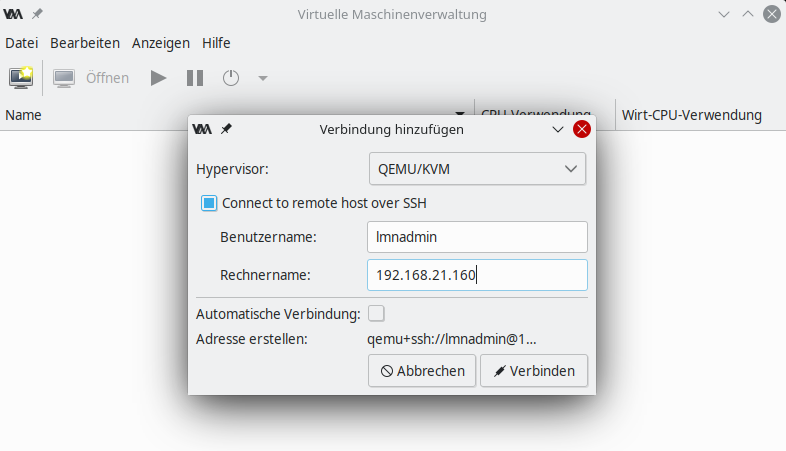 Virtuelle Maschinenverwaltung
Datei Bearbeiten Anzeigen Hilfe
Öffnen
Name CPU-Verwendung Wirt-CPU-Verwendung
Verbindung hinzufügen
Hypervisor: QEMU/KVM
Connect to remote host over SSH
Benutzername: lmnadmin
Rechnername: 192.168.21.160
Automatische Verbindung:
Adresse erstellen: qemu+ssh://lmnadmin@1...
Abbrechen Verbinden